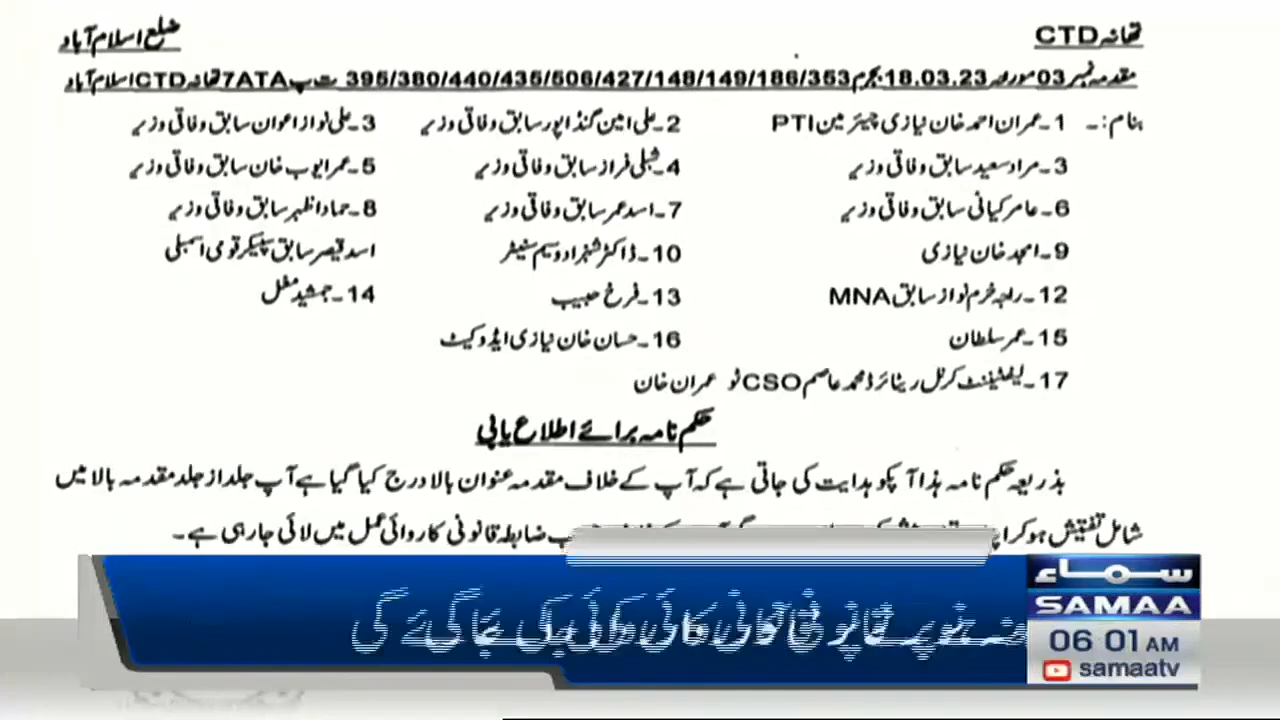 تھانہ CTD ضلع اسلام آباد
مقدمہ نمبر 03 مورخہ 18.03.23 بجرم 395/380/440/435/506/427/148/149/186/353 ت پ 7ATA تھانہ CTD اسلام آباد
بنام:۔ 1۔عمران احمد خان نیازی چیئرمین PTI 2۔علی امین گنڈاپور سابق وفاقی وزیر 3۔علی نواز اعوان سابق وفاقی وزیر
3۔مراد سعید سابق وفاقی وزیر 4۔شبلی فراز سابق وفاقی وزیر 5۔عمر ایوب خان سابق وفاقی وزیر
6۔عامر کیانی سابق وفاقی وزیر 7۔اسد عمر سابق وفاقی وزیر 8۔حماد اظہر سابق وفاقی وزیر
9۔امجد خان نیازی 10۔ڈاکٹر شہزاد وسیم سنیٹر اسد قیصر سابق سپیکر قومی اسمبلی
12۔راجہ خرم نواز سابق MNA 13۔فرخ حبیب 14۔جمشید مغل
15۔عمر سلطان 16۔حسان خان نیازی ایڈووکیٹ
17۔لیفٹیننٹ کرنل ریٹائرڈ محمد عاصم CSO ٹو عمران خان
حکم نامہ برائے اطلاع یابی
بذریعہ حکم نامہ ہذا آپکو ہدایت کی جاتی ہے کہ آپ کے خلاف مقدمہ عنوان بالا درج کیا گیا ہے آپ جلد از جلد مقدمہ بالا میں
شامل تفتیش ہو کر ضابطہ قانونی کاروائی عمل میں لائی جارہی ہے۔
سماء
SAMAA
06 01 AM
samaatv